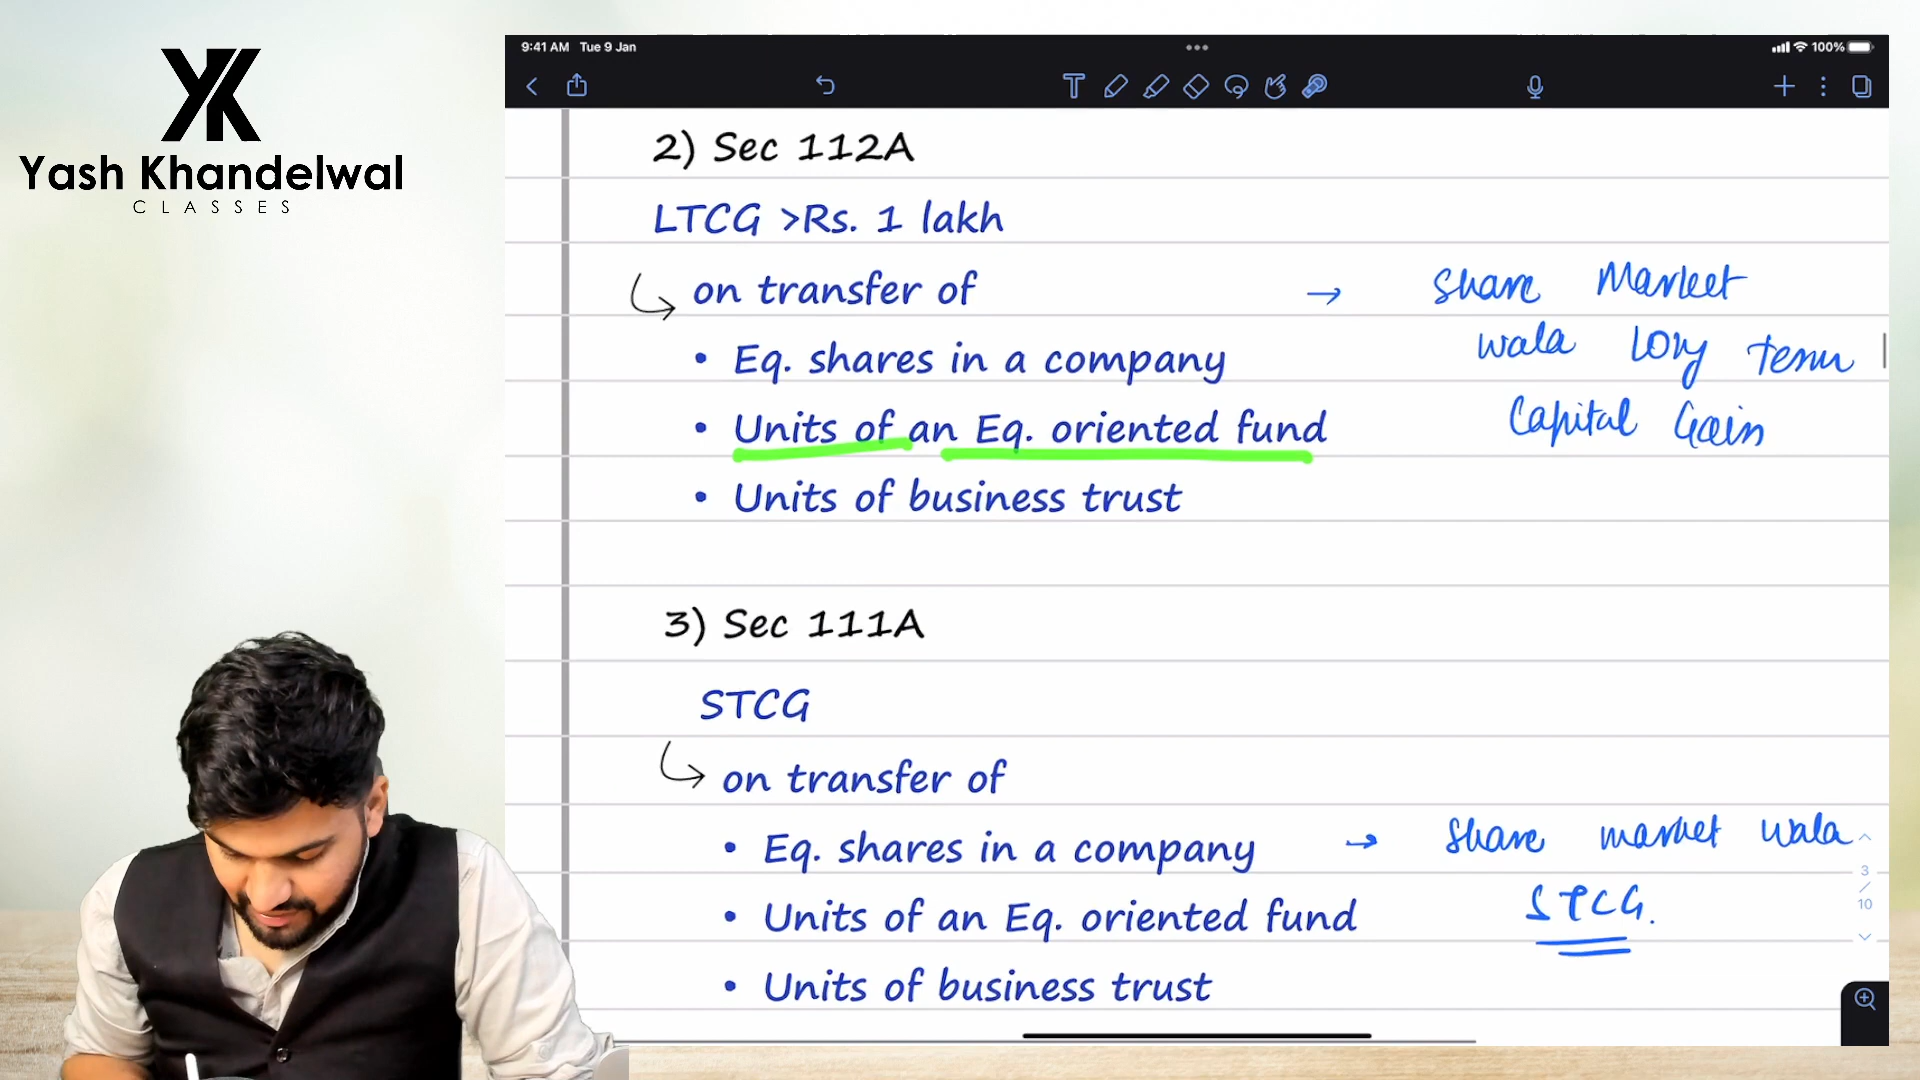 YK
Yash Khandelwal
CLASSES
9:41 AM Tue 9 Jan
100%
2) Sec 112A
LTCG >Rs. 1 lakh
on transfer of → Share Market
• Eq. shares in a company wala Long Term
• Units of an Eq. oriented fund Capital Gain
• Units of business trust
3) Sec 111A
STCG
on transfer of
• Eq. shares in a company → Share market wala
• Units of an Eq. oriented fund STCG.
• Units of business trust
3
/
10